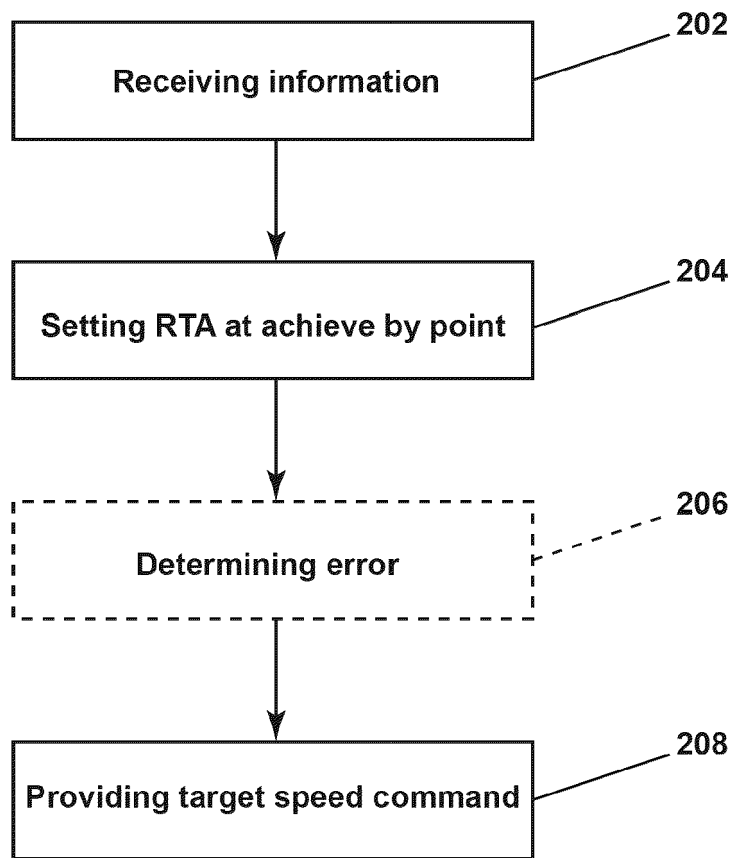 202
Receiving information
204
Setting RTA at achieve by point
206
Determining error
208
Providing target speed command